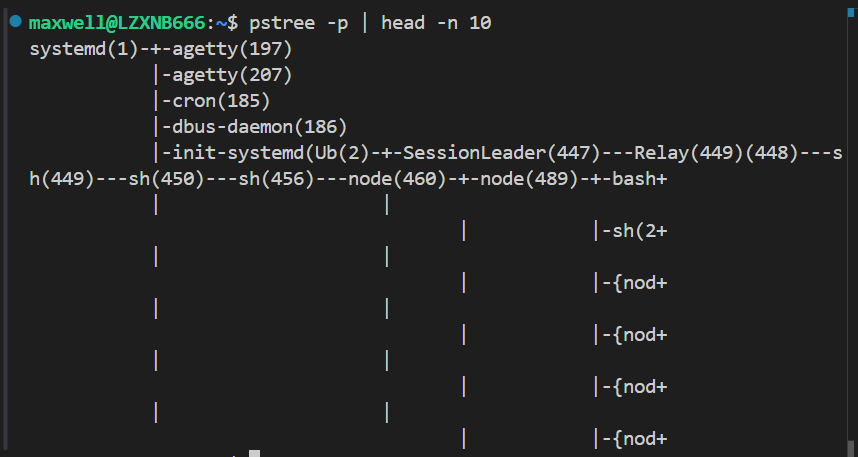 maxwell@LZXNB666:~$ pstree -p | head -n 10
systemd(1)-+-agetty(197)
           |-agetty(207)
           |-cron(185)
           |-dbus-daemon(186)
           |-init-systemd(Ub(2)-+-SessionLeader(447)---Relay(449)(448)---s
h(449)---sh(450)---sh(456)---node(460)-+-node(489)-+-bash+
           |                    |
                                       |           |-sh(2+
           |                    |
                                       |           |-{nod+
           |                    |
                                       |           |-{nod+
           |                    |
                                       |           |-{nod+
           |                    |
                                       |           |-{nod+